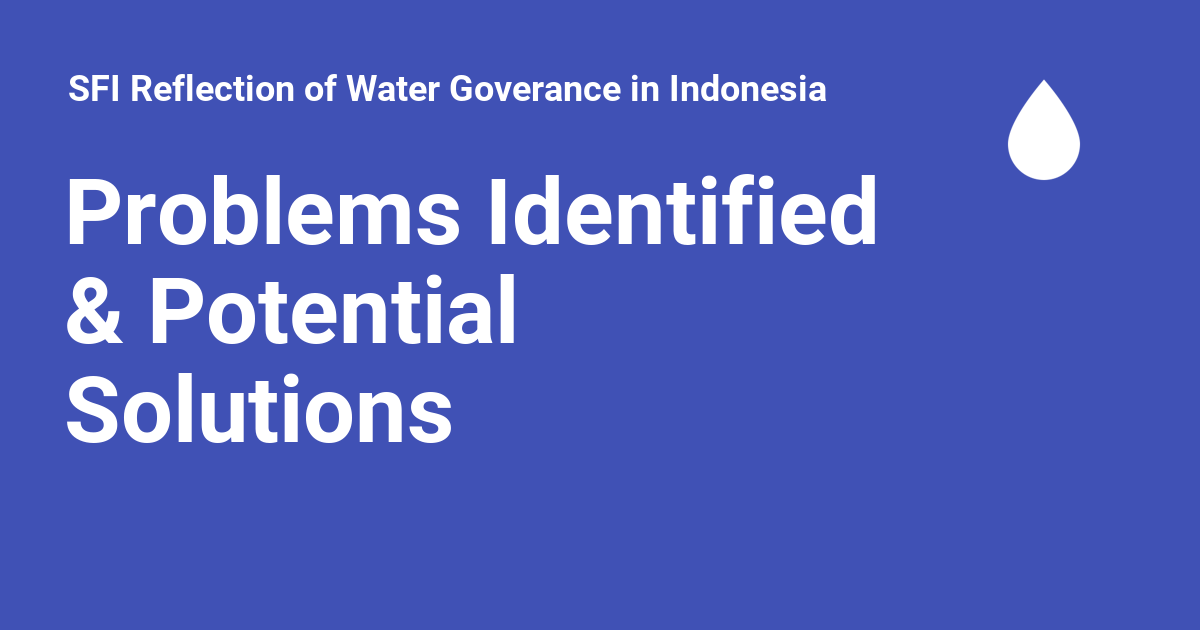 SFI Reflection of Water Goverance in Indonesia
Problems Identified
& Potential
Solutions